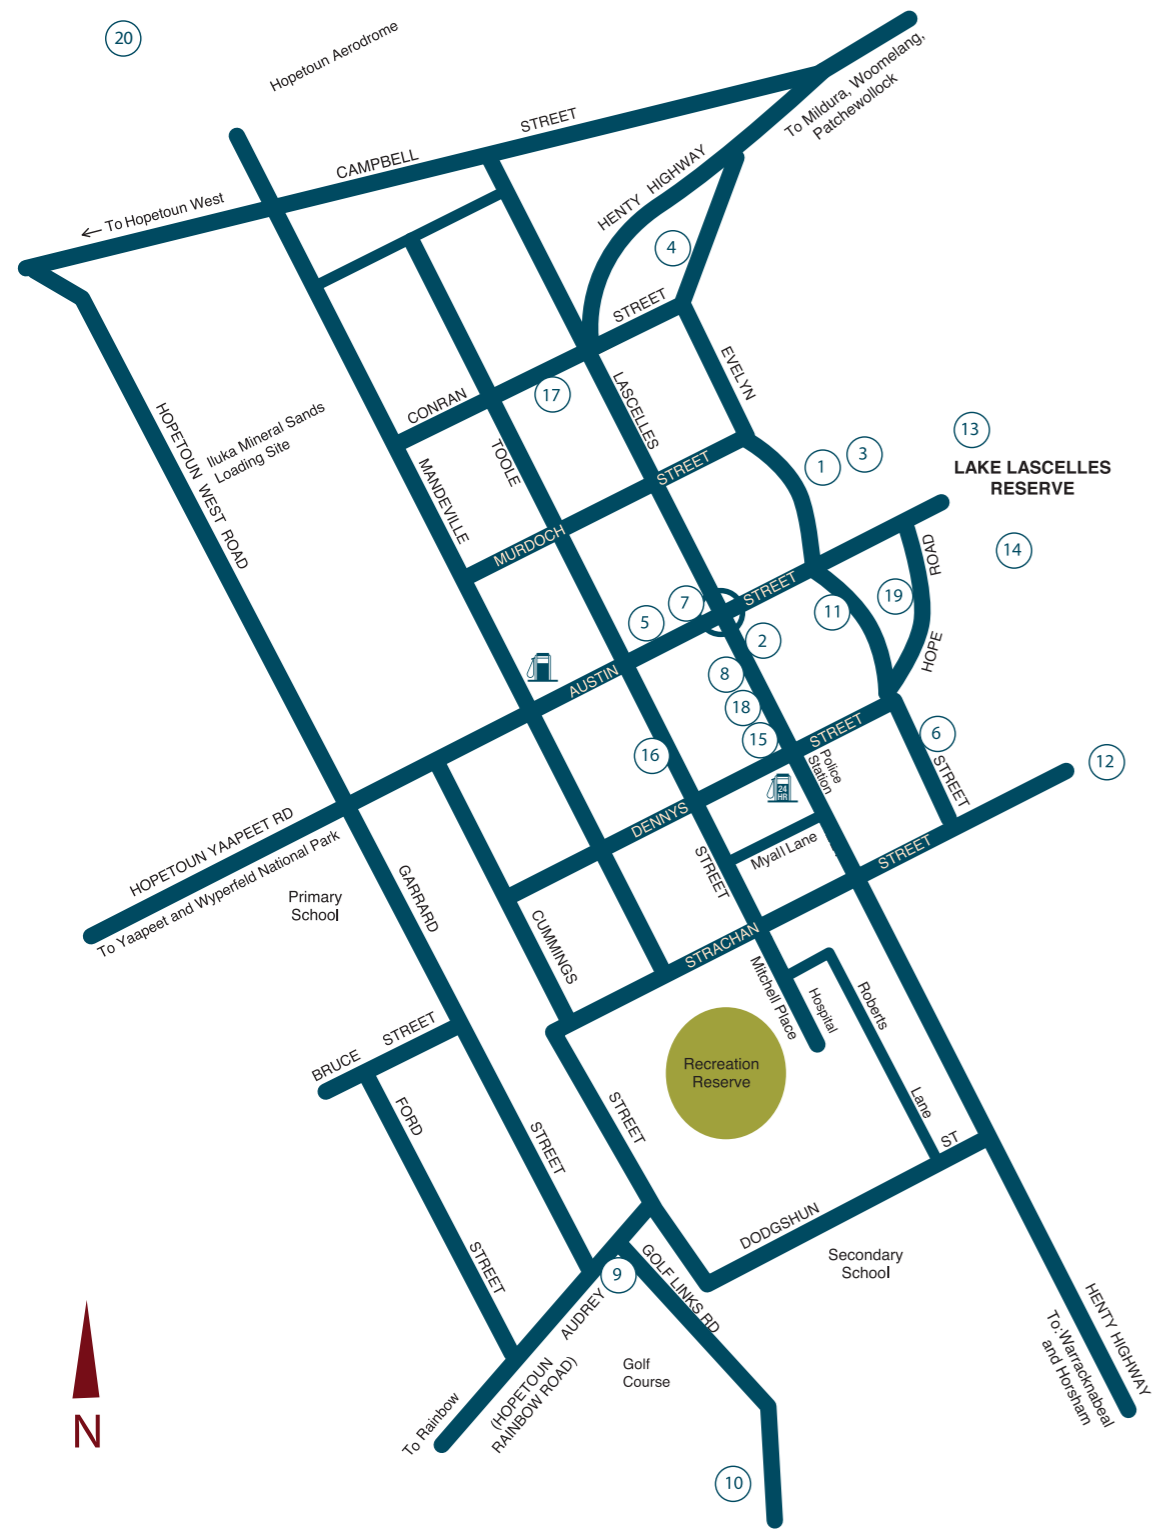 20
Hopetoun Aerodrome
To Mildura, Woomelang,
Patchewollock
CAMPBELL STREET
← To Hopetoun West
HENTY HIGHWAY
4
STREET
EVELYN
17
CONRAN
LASCELLES
HOPETOUN WEST ROAD
Iluka Mineral Sands
Loading Site
TOOLE
MANDEVILLE
STREET
MURDOCH
1
3
13
LAKE LASCELLES
RESERVE
14
ROAD
HOPE
19
11
STREET
7
5
2
AUSTIN
8
18
15
16
STREET
Police
Station
6
STREET
12
24
HR
DENNYS
STREET
Myall Lane
STREET
HOPETOUN YAAPEET RD
To Yaapeet and Wyperfeld National Park
Primary
School
GARRARD
CUMMINGS
STRACHAN
Mitchell Place
Hospital
Roberts
Lane
Recreation
Reserve
BRUCE STREET
FORD
STREET
STREET
STREET
ST
DODGSHUN
Secondary
School
9
GOLF LINKS RD
AUDREY
(HOPETOUN
RAINBOW ROAD)
To Rainbow
Golf
Course
HENTY HIGHWAY
To: Warracknabeal
and Horsham
10
N